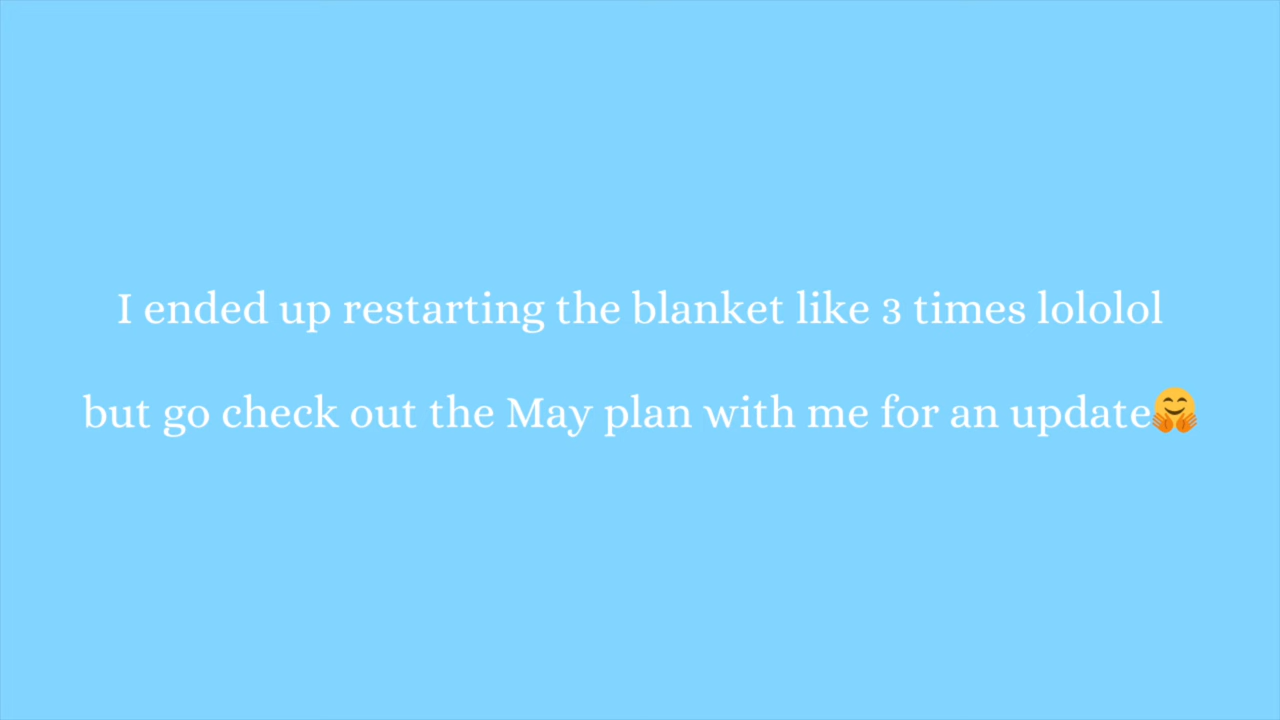 I ended up restarting the blanket like 3 times lololol
but go check out the May plan with me for an update🤗